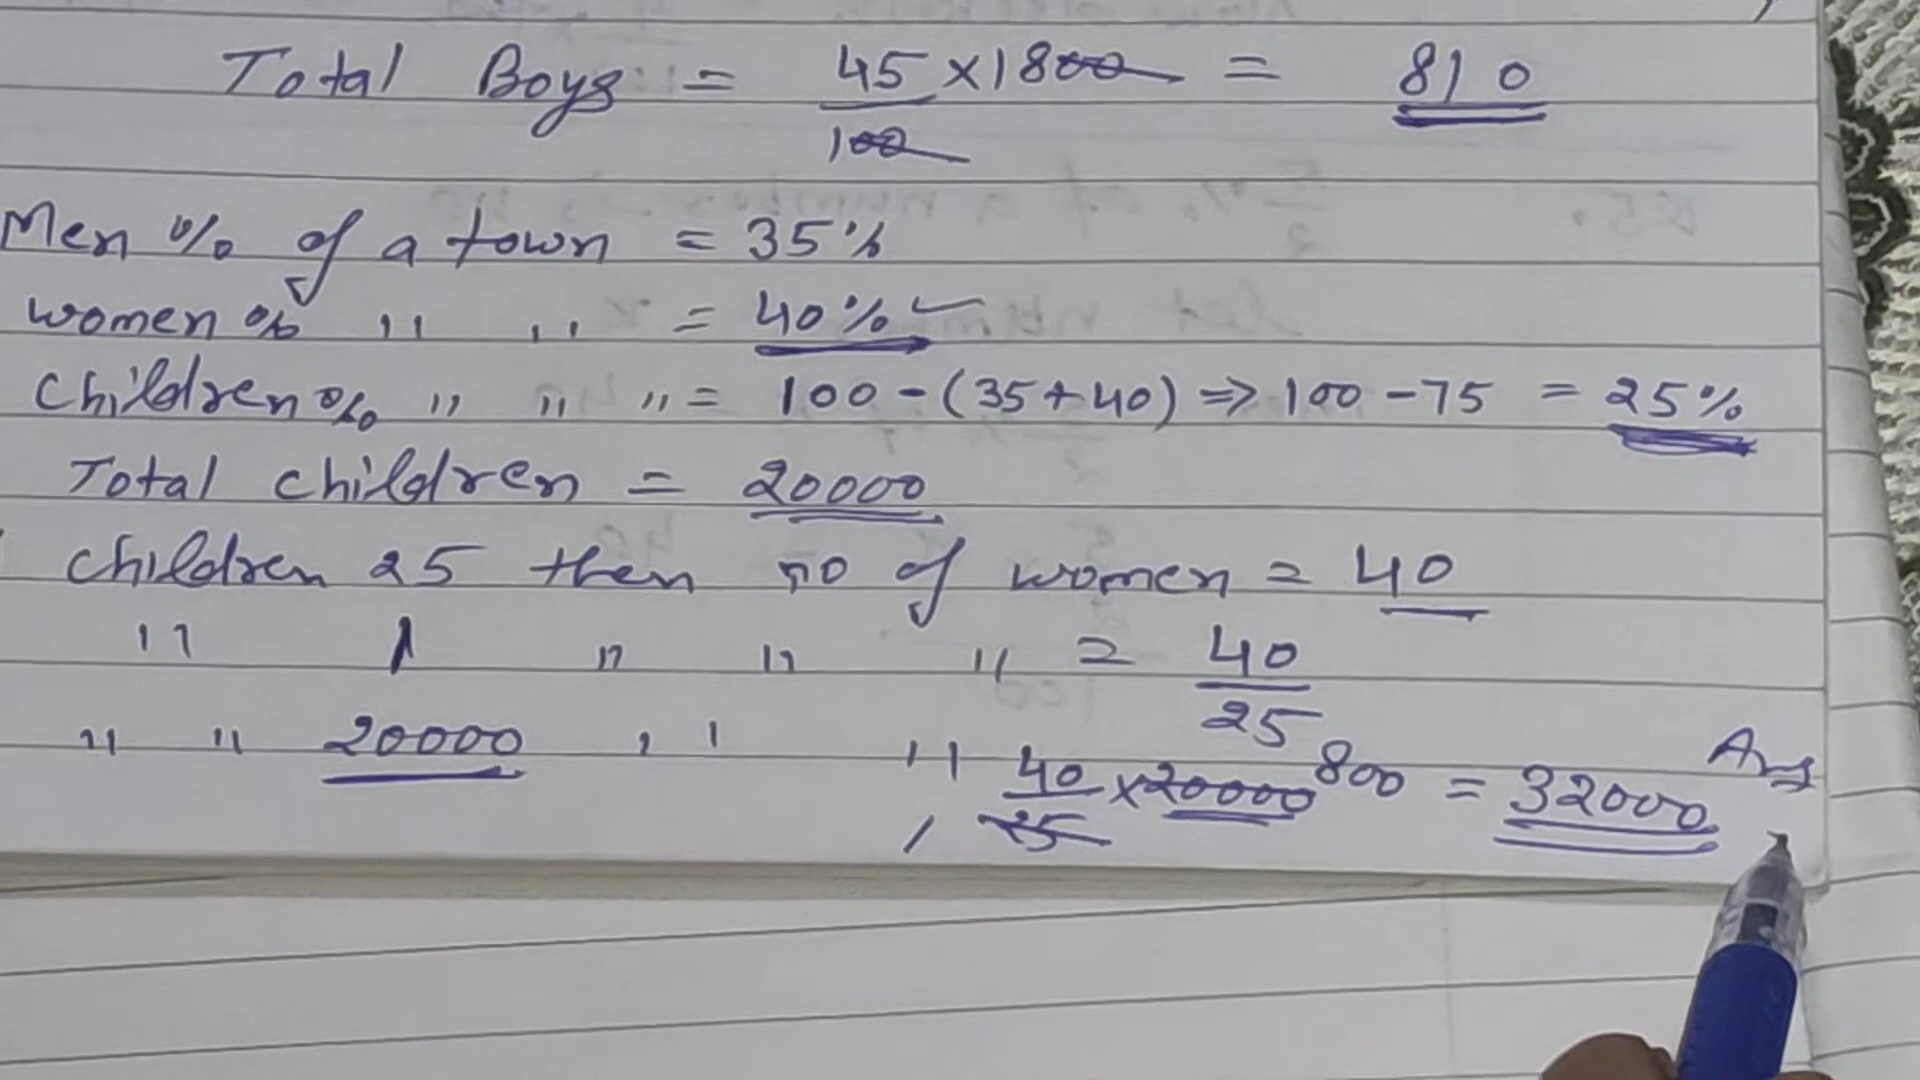 Total Boys = 45 × 1800 = 810
100
Men % of a town = 35%
women % " " = 40% ✓
Children % " " " = 100 - (35+40) ⇒ 100 - 75 = 25%
Total children = 20000
children 25 then no of women = 40
" 1 " " " = 40
25
" " 20000 " " 40 × 20000 800 = 32000 Ans
1 25